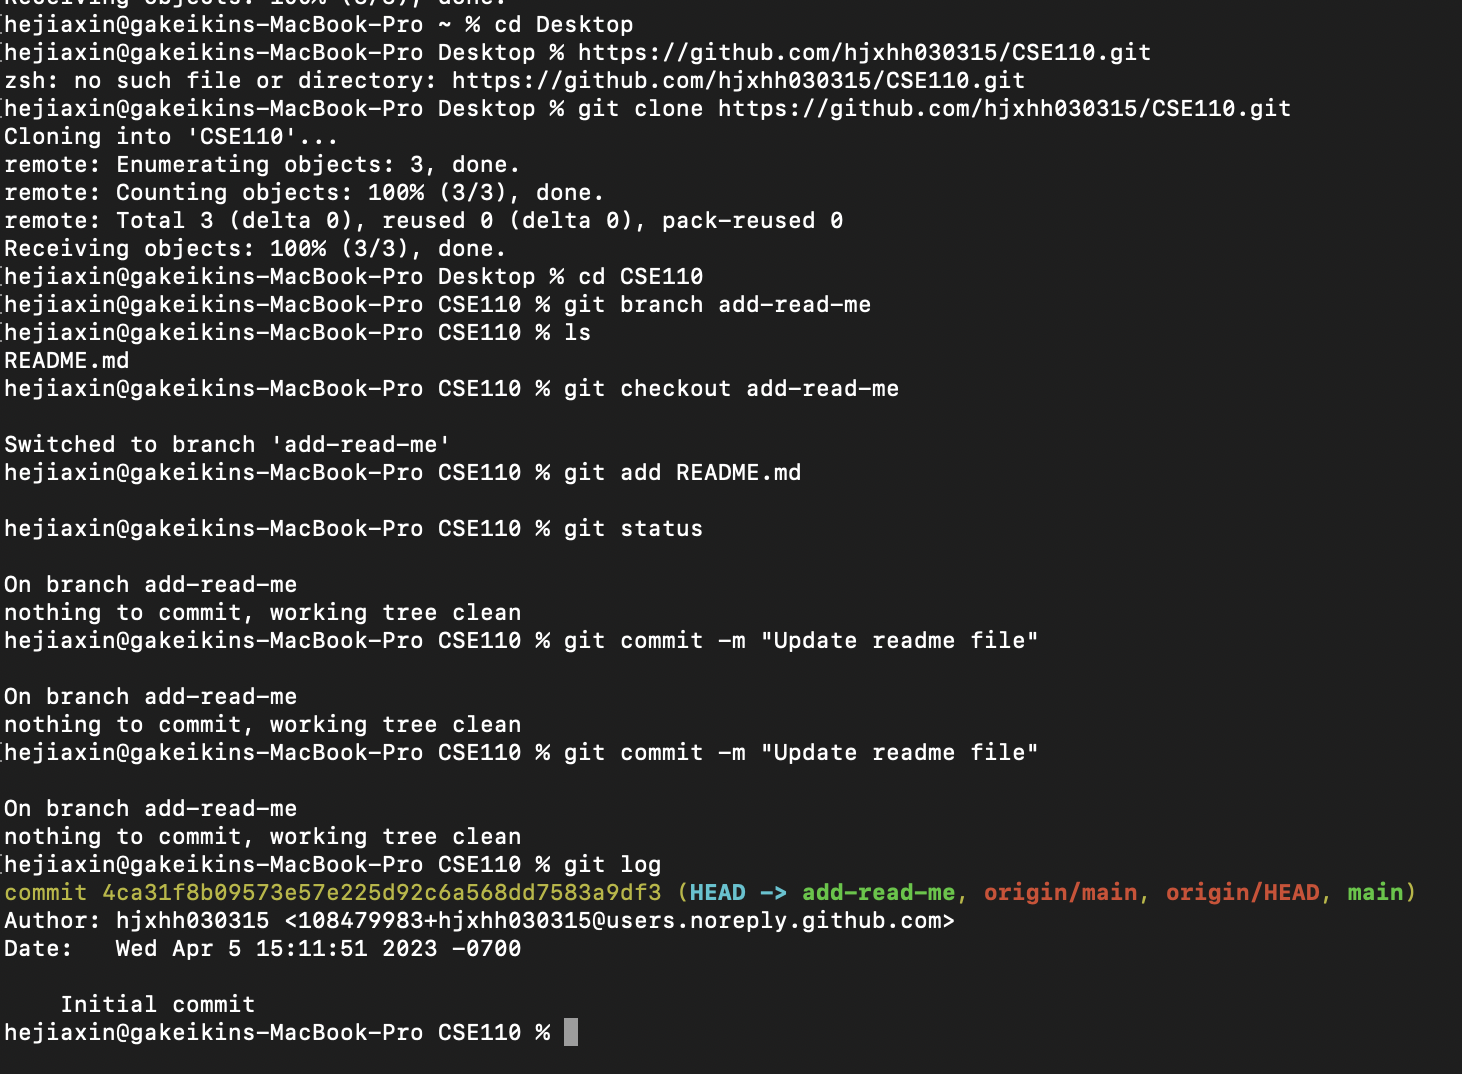 Receiving objects: 100% (3/3), done.
[hejiaxin@gakeikins-MacBook-Pro ~ % cd Desktop
[hejiaxin@gakeikins-MacBook-Pro Desktop % https://github.com/hjxhh030315/CSE110.git
zsh: no such file or directory: https://github.com/hjxhh030315/CSE110.git
[hejiaxin@gakeikins-MacBook-Pro Desktop % git clone https://github.com/hjxhh030315/CSE110.git
Cloning into 'CSE110'...
remote: Enumerating objects: 3, done.
remote: Counting objects: 100% (3/3), done.
remote: Total 3 (delta 0), reused 0 (delta 0), pack-reused 0
Receiving objects: 100% (3/3), done.
[hejiaxin@gakeikins-MacBook-Pro Desktop % cd CSE110
[hejiaxin@gakeikins-MacBook-Pro CSE110 % git branch add-read-me
[hejiaxin@gakeikins-MacBook-Pro CSE110 % ls
README.md
hejiaxin@gakeikins-MacBook-Pro CSE110 % git checkout add-read-me
Switched to branch 'add-read-me'
hejiaxin@gakeikins-MacBook-Pro CSE110 % git add README.md
hejiaxin@gakeikins-MacBook-Pro CSE110 % git status
On branch add-read-me
nothing to commit, working tree clean
hejiaxin@gakeikins-MacBook-Pro CSE110 % git commit -m "Update readme file"
On branch add-read-me
nothing to commit, working tree clean
[hejiaxin@gakeikins-MacBook-Pro CSE110 % git commit -m "Update readme file"
On branch add-read-me
nothing to commit, working tree clean
[hejiaxin@gakeikins-MacBook-Pro CSE110 % git log
commit 4ca31f8b09573e57e225d92c6a568dd7583a9df3 (HEAD -> add-read-me, origin/main, origin/HEAD, main)
Author: hjxhh030315 <108479983+hjxhh030315@users.noreply.github.com>
Date:   Wed Apr 5 15:11:51 2023 -0700
Initial commit
hejiaxin@gakeikins-MacBook-Pro CSE110 %